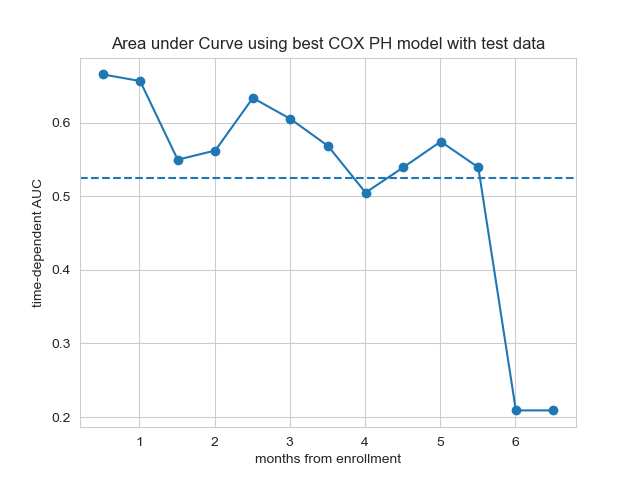 Area under Curve using best COX PH model with test data
time-dependent AUC
0.6
0.5
0.4
0.3
0.2
1 2 3 4 5 6
months from enrollment